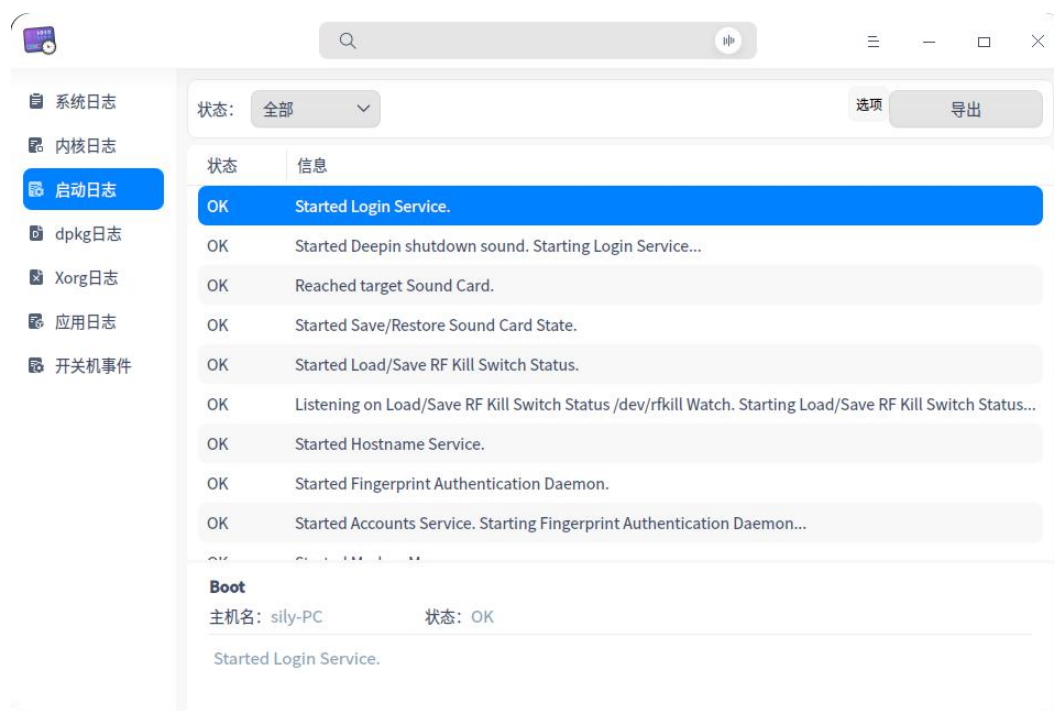 系统日志
内核日志
启动日志
dpkg日志
Xorg日志
应用日志
开关机事件
状态： 全部 选项 导出
状态 信息
OK Started Login Service.
OK Started Deepin shutdown sound. Starting Login Service...
OK Reached target Sound Card.
OK Started Save/Restore Sound Card State.
OK Started Load/Save RF Kill Switch Status.
OK Listening on Load/Save RF Kill Switch Status /dev/rfkill Watch. Starting Load/Save RF Kill Switch Status...
OK Started Hostname Service.
OK Started Fingerprint Authentication Daemon.
OK Started Accounts Service. Starting Fingerprint Authentication Daemon...
Boot
主机名： sily-PC 状态： OK
Started Login Service.